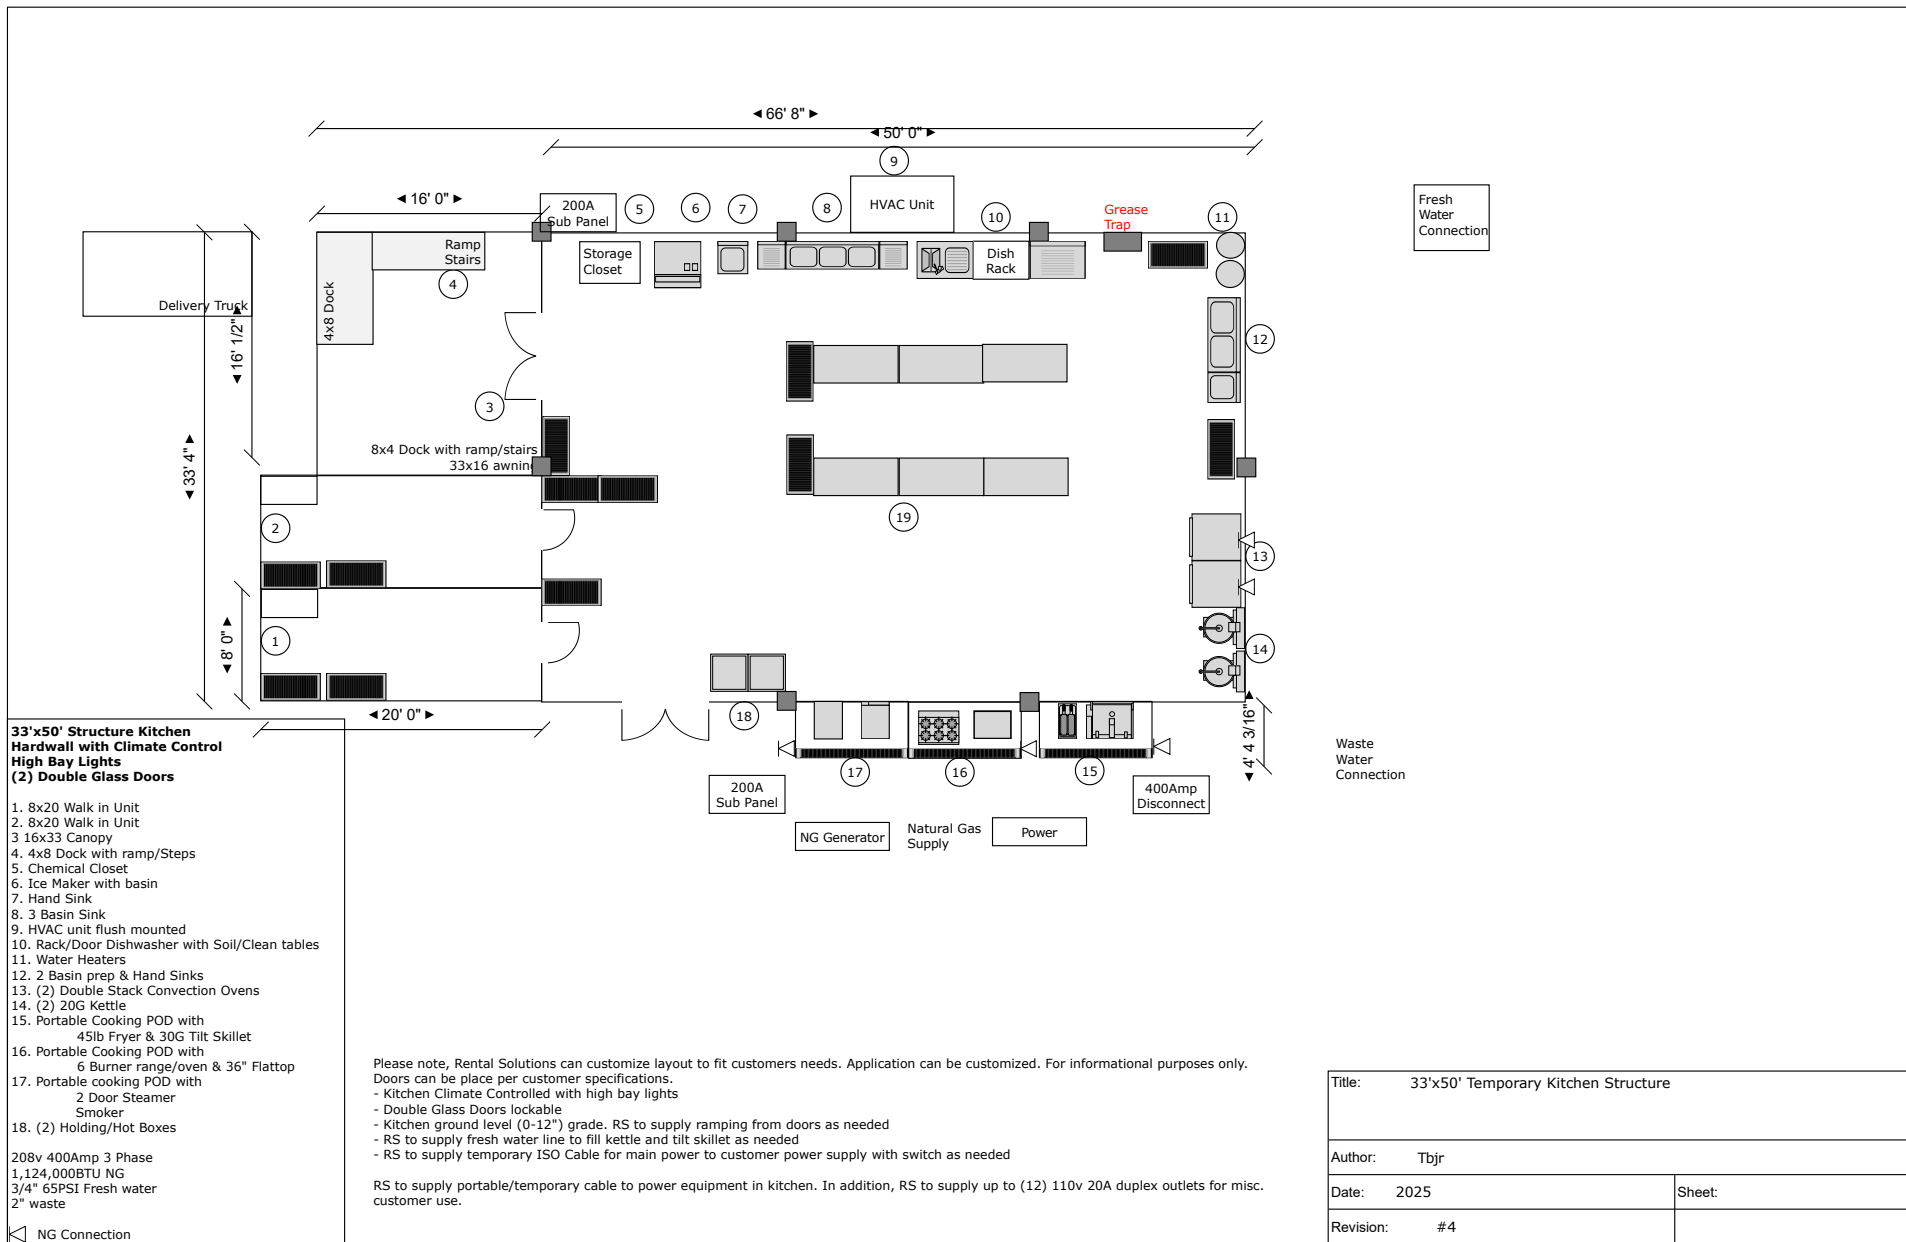 ◄ 66' 8" ►
◄ 50' 0" ►
9
◄ 16' 0" ►
200A
Sub Panel
5
6
7
8
HVAC Unit
10
Grease
Trap
11
Fresh
Water
Connection
Ramp
Stairs
Storage
Closet
Dish
Rack
4
4x8 Dock
Delivery Truck
◄ 16' 1/2" ►
12
3
◄ 33' 4" ►
8x4 Dock with ramp/stairs
33x16 awning
2
19
13
1
◄ 8' 0" ►
14
◄ 20' 0" ►
18
17
16
15
◄ 4' 4 3/16" ►
Waste
Water
Connection
200A
Sub Panel
400Amp
Disconnect
NG Generator
Natural Gas
Supply
Power
33'x50' Structure Kitchen
Hardwall with Climate Control
High Bay Lights
(2) Double Glass Doors
1. 8x20 Walk in Unit
2. 8x20 Walk in Unit
3 16x33 Canopy
4. 4x8 Dock with ramp/Steps
5. Chemical Closet
6. Ice Maker with basin
7. Hand Sink
8. 3 Basin Sink
9. HVAC unit flush mounted
10. Rack/Door Dishwasher with Soil/Clean tables
11. Water Heaters
12. 2 Basin prep & Hand Sinks
13. (2) Double Stack Convection Ovens
14. (2) 20G Kettle
15. Portable Cooking POD with
45lb Fryer & 30G Tilt Skillet
16. Portable Cooking POD with
6 Burner range/oven & 36" Flattop
17. Portable cooking POD with
2 Door Steamer
Smoker
18. (2) Holding/Hot Boxes
208v 400Amp 3 Phase
1,124,000BTU NG
3/4" 65PSI Fresh water
2" waste
NG Connection
Please note, Rental Solutions can customize layout to fit customers needs. Application can be customized. For informational purposes only.
Doors can be place per customer specifications.
- Kitchen Climate Controlled with high bay lights
- Double Glass Doors lockable
- Kitchen ground level (0-12") grade. RS to supply ramping from doors as needed
- RS to supply fresh water line to fill kettle and tilt skillet as needed
- RS to supply temporary ISO Cable for main power to customer power supply with switch as needed
RS to supply portable/temporary cable to power equipment in kitchen. In addition, RS to supply up to (12) 110v 20A duplex outlets for misc.
customer use.
Title: 33'x50' Temporary Kitchen Structure
Author: Tbjr
Date: 2025 Sheet:
Revision: #4